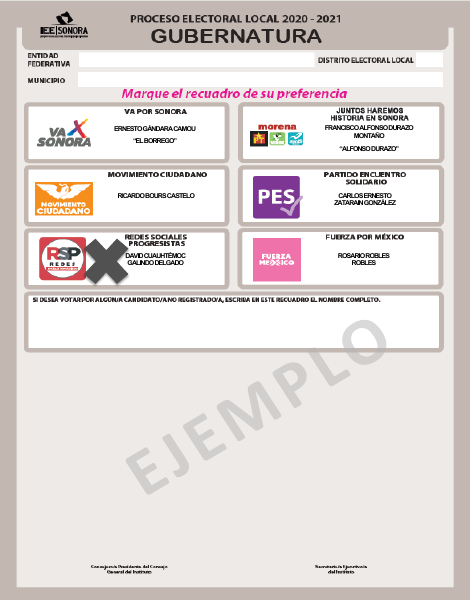 IEE|SONORA
PROCESO ELECTORAL LOCAL 2020 - 2021
GUBERNATURA
ENTIDAD
FEDERATIVA
DISTRITO ELECTORAL LOCAL
MUNICIPIO
Marque el recuadro de su preferencia
VA
SONORA
VA POR SONORA
ERNESTO GÁNDARA CAMOU
"EL BORREGO"
morena
JUNTOS HAREMOS
HISTORIA EN SONORA
FRANCISCO ALFONSO DURAZO
MONTAÑO
"ALFONSO DURAZO"
MOVIMIENTO
CIUDADANO
MOVIMIENTO CIUDADANO
RICARDO BOURS CASTELO
PES
PARTIDO ENCUENTRO
SOLIDARIO
CARLOS ERNESTO
ZATARAIN GONZÁLEZ
RSP
REDES
REDES SOCIALES
PROGRESISTAS
DAVID CUAUHTÉMOC
GALINDO DELGADO
FUERZA
MEXICO
FUERZA POR MÉXICO
ROSARIO ROBLES
ROBLES
SI DESEA VOTAR POR ALGÚN/A CANDIDATO/A NO REGISTRADO/A, ESCRIBA EN ESTE RECUADRO EL NOMBRE COMPLETO.
EJEMPLO
Consejero/a Presidente del Consejo
General del Instituto
Secretario/a Ejecutivo/a
del Instituto